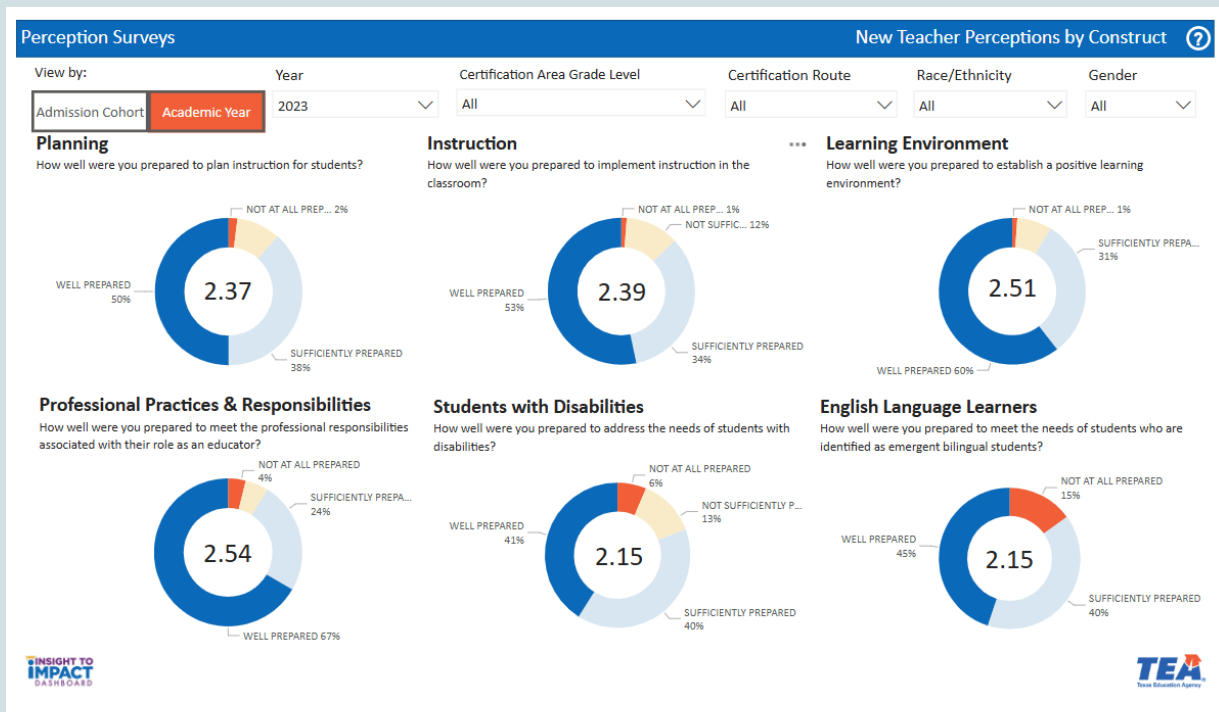 Perception Surveys
New Teacher Perceptions by Construct ?
View by:
Admission Cohort
Academic Year
Year
2023
Certification Area Grade Level
All
Certification Route
All
Race/Ethnicity
All
Gender
All
Planning
How well were you prepared to plan instruction for students?
NOT AT ALL PREP... 2%
WELL PREPARED
50%
2.37
SUFFICIENTLY PREPARED
38%
Instruction
How well were you prepared to implement instruction in the
classroom?
NOT AT ALL PREP... 1%
NOT SUFFIC... 12%
WELL PREPARED
53%
2.39
SUFFICIENTLY PREPARED
34%
Learning Environment
How well were you prepared to establish a positive learning
environment?
NOT AT ALL PREP... 1%
SUFFICIENTLY PREPA...
31%
2.51
WELL PREPARED 60%
Professional Practices & Responsibilities
How well were you prepared to meet the professional responsibilities
associated with their role as an educator?
NOT AT ALL PREPARED
4%
SUFFICIENTLY PREPA...
24%
2.54
WELL PREPARED 67%
Students with Disabilities
How well were you prepared to address the needs of students with
disabilities?
NOT AT ALL PREPARED
6%
NOT SUFFICIENTLY P...
13%
WELL PREPARED
41%
2.15
SUFFICIENTLY PREPARED
40%
English Language Learners
How well were you prepared to meet the needs of students who are
identified as emergent bilingual students?
NOT AT ALL PREPARED
15%
WELL PREPARED
45%
2.15
SUFFICIENTLY PREPARED
40%
INSIGHT TO
IMPACT
DASHBOARD
TEA
Texas Education Agency